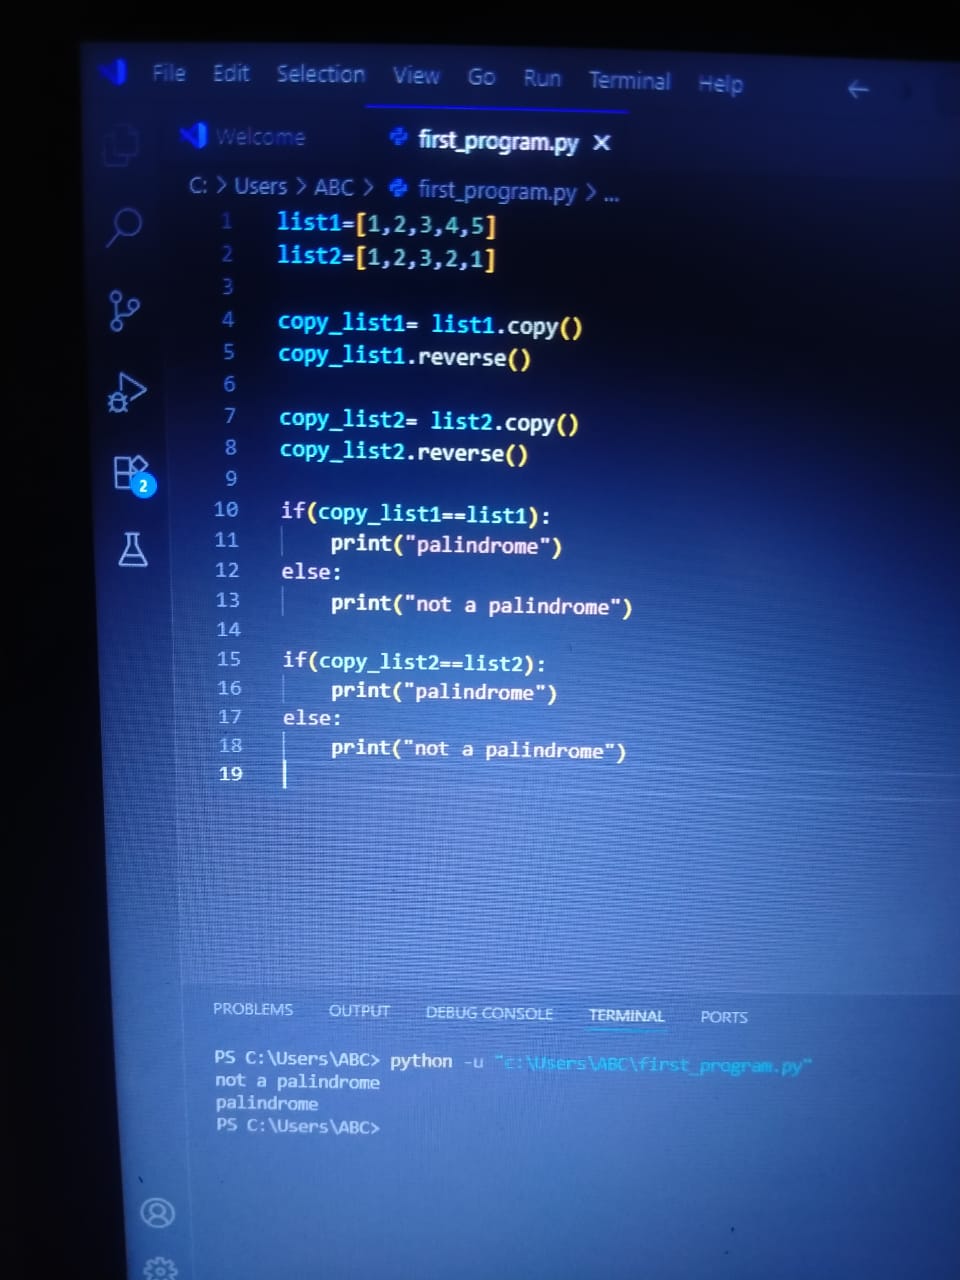 File Edit Selection View Go Run Terminal Help
Welcome first_program.py
C: > Users > ABC > first_program.py > ...
1 list1=[1,2,3,4,5]
2 list2=[1,2,3,2,1]
3
4 copy_list1= list1.copy()
5 copy_list1.reverse()
6
7 copy_list2= list2.copy()
8 copy_list2.reverse()
9
10 if(copy_list1==list1):
11 print("palindrome")
12 else:
13 print("not a palindrome")
14
15 if(copy_list2==list2):
16 print("palindrome")
17 else:
18 print("not a palindrome")
19
2
PROBLEMS OUTPUT DEBUG CONSOLE TERMINAL PORTS
PS C:\Users\ABC> python -u "c:\Users\ABC\first_program.py"
not a palindrome
palindrome
PS C:\Users\ABC>